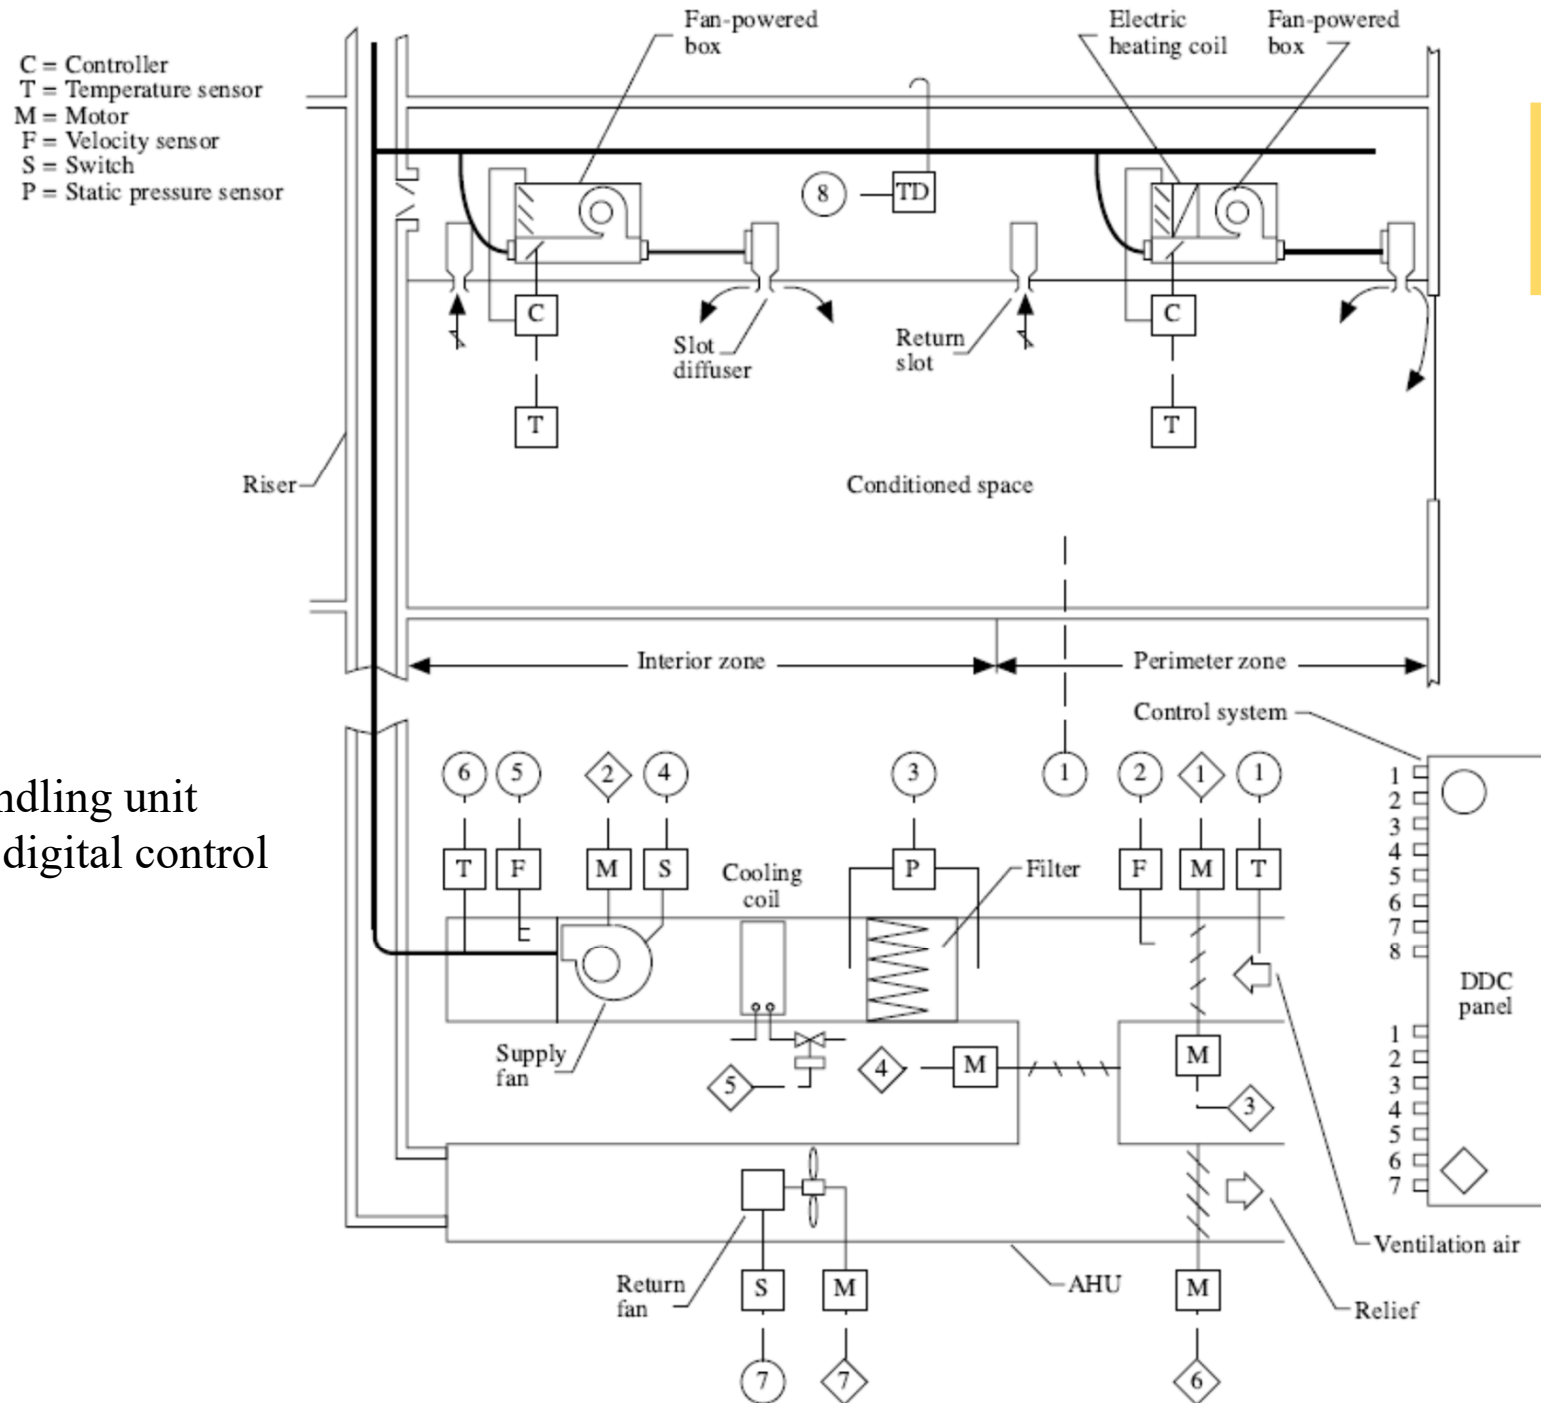 C = Controller
T = Temperature sensor
M = Motor
F = Velocity sensor
S = Switch
P = Static pressure sensor
Fan-powered
box
Electric
heating coil
Fan-powered
box
8
TD
C
C
Slot
diffuser
Return
slot
T
T
Riser
Conditioned space
Interior zone
Perimeter zone
Control system
6
5
2
4
3
1
2
1
1
ndling unit
digital control
T
F
M
S
Cooling
coil
P
Filter
F
M
T
1
2
3
4
5
6
7
8
DDC
panel
1
2
3
4
5
6
7
Supply
fan
5
4
M
M
3
Ventilation air
Return
fan
S
M
AHU
M
Relief
7
7
6